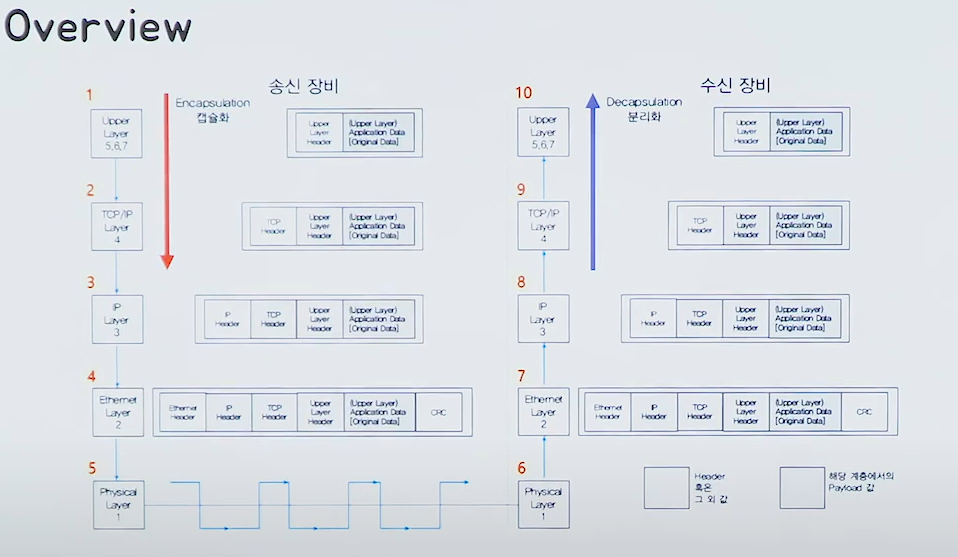 Overview
송신 장비
수신 장비
1
Encapsulation
캡슐화
Upper
Layer
5,6,7
Upper
Layer
Header
(Upper Layer)
Application Data
[Original Data]
2
TCP/IP
Layer
4
TCP
Header
Upper
Layer
Header
(Upper Layer)
Application Data
[Original Data]
3
IP
Layer
3
IP
Header
TCP
Header
Upper
Layer
Header
(Upper Layer)
Application Data
[Original Data]
4
Ethernet
Layer
2
Ethernet
Header
IP
Header
TCP
Header
Upper
Layer
Header
(Upper Layer)
Application Data
[Original Data]
CRC
5
Physical
Layer
1
10
Decapsulation
분리화
Upper
Layer
5,6,7
Upper
Layer
Header
(Upper Layer)
Application Data
[Original Data]
9
TCP/IP
Layer
4
TCP
Header
Upper
Layer
Header
(Upper Layer)
Application Data
[Original Data]
8
IP
Layer
3
IP
Header
TCP
Header
Upper
Layer
Header
(Upper Layer)
Application Data
[Original Data]
7
Ethernet
Layer
2
Ethernet
Header
IP
Header
TCP
Header
Upper
Layer
Header
(Upper Layer)
Application Data
[Original Data]
CRC
6
Physical
Layer
1
Header
혹은
그 외 값
해당 계층에서의
Payload 값